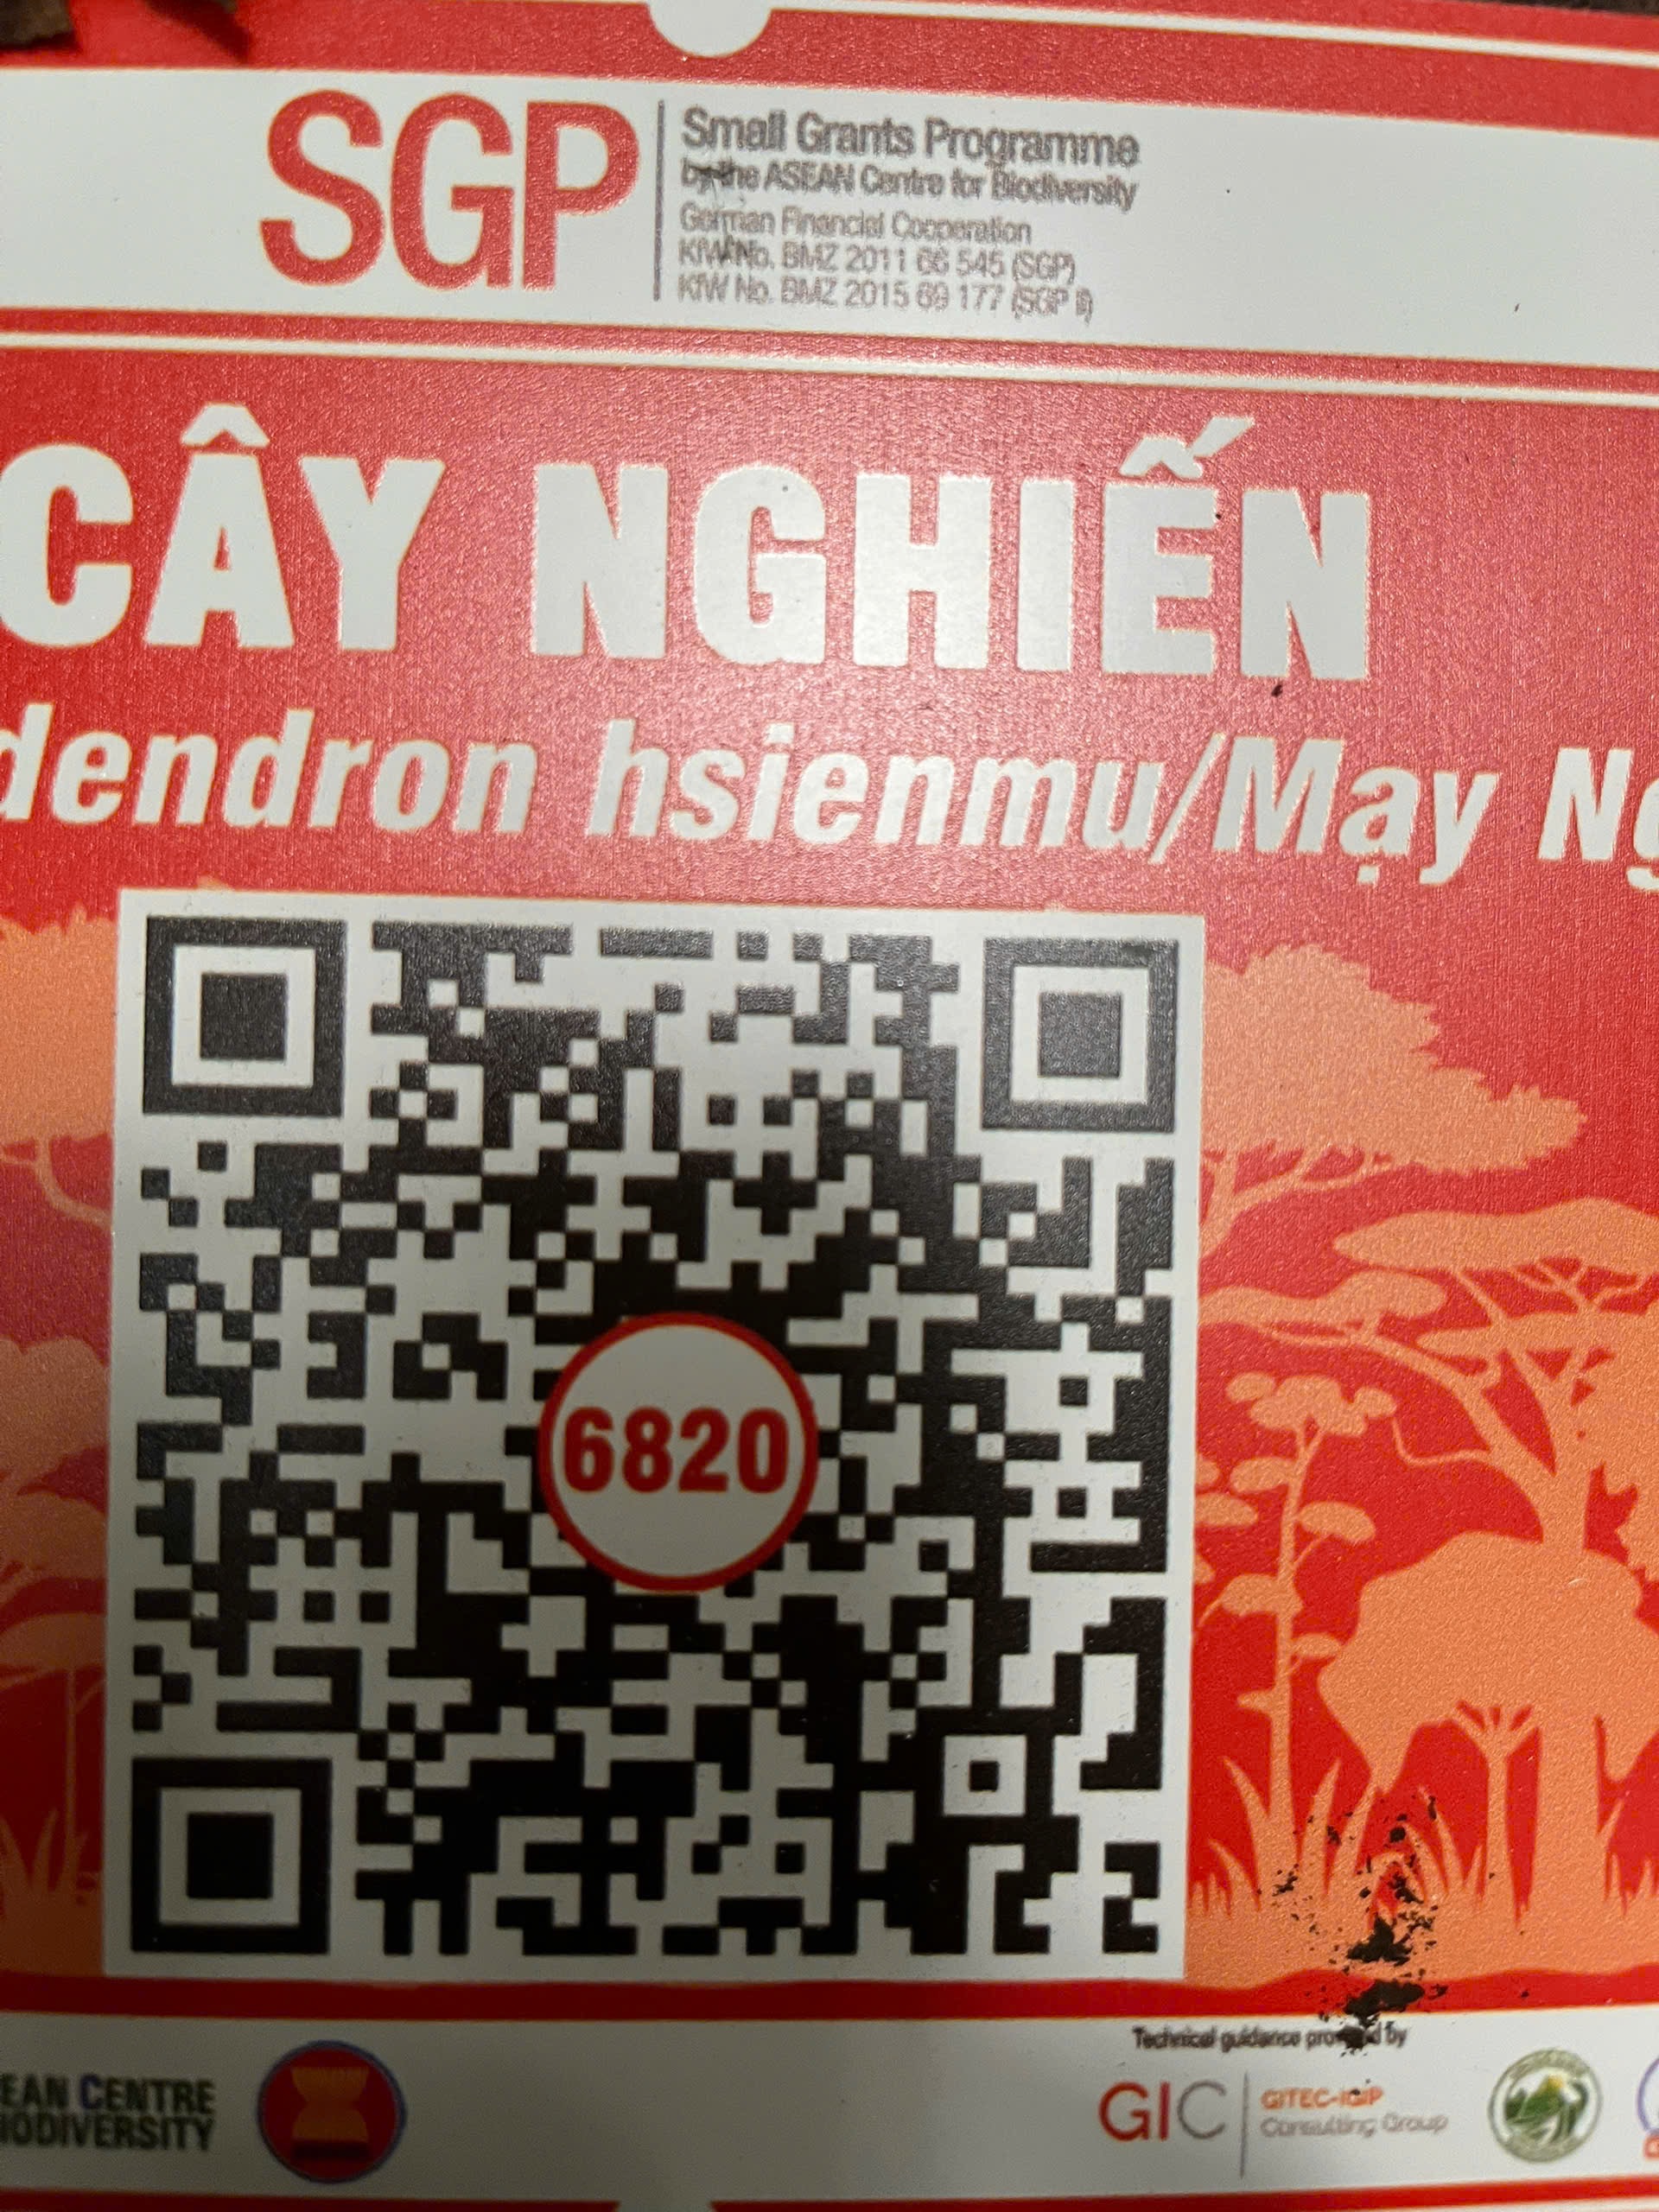 SGP
Small Grants Programme
by the ASEAN Centre for Biodiversity
German Financial Cooperation
KfW No. BMZ 2011 66 545 (SGP)
KfW No. BMZ 2015 69 177 (SGP II)
CÂY NGHIẾN
dendron hsienmu/Mạy Ng
6820
EAN CENTRE
IODIVERSITY
Technical guidance provided by
GIC
GITEC-IGIP
Consulting Group